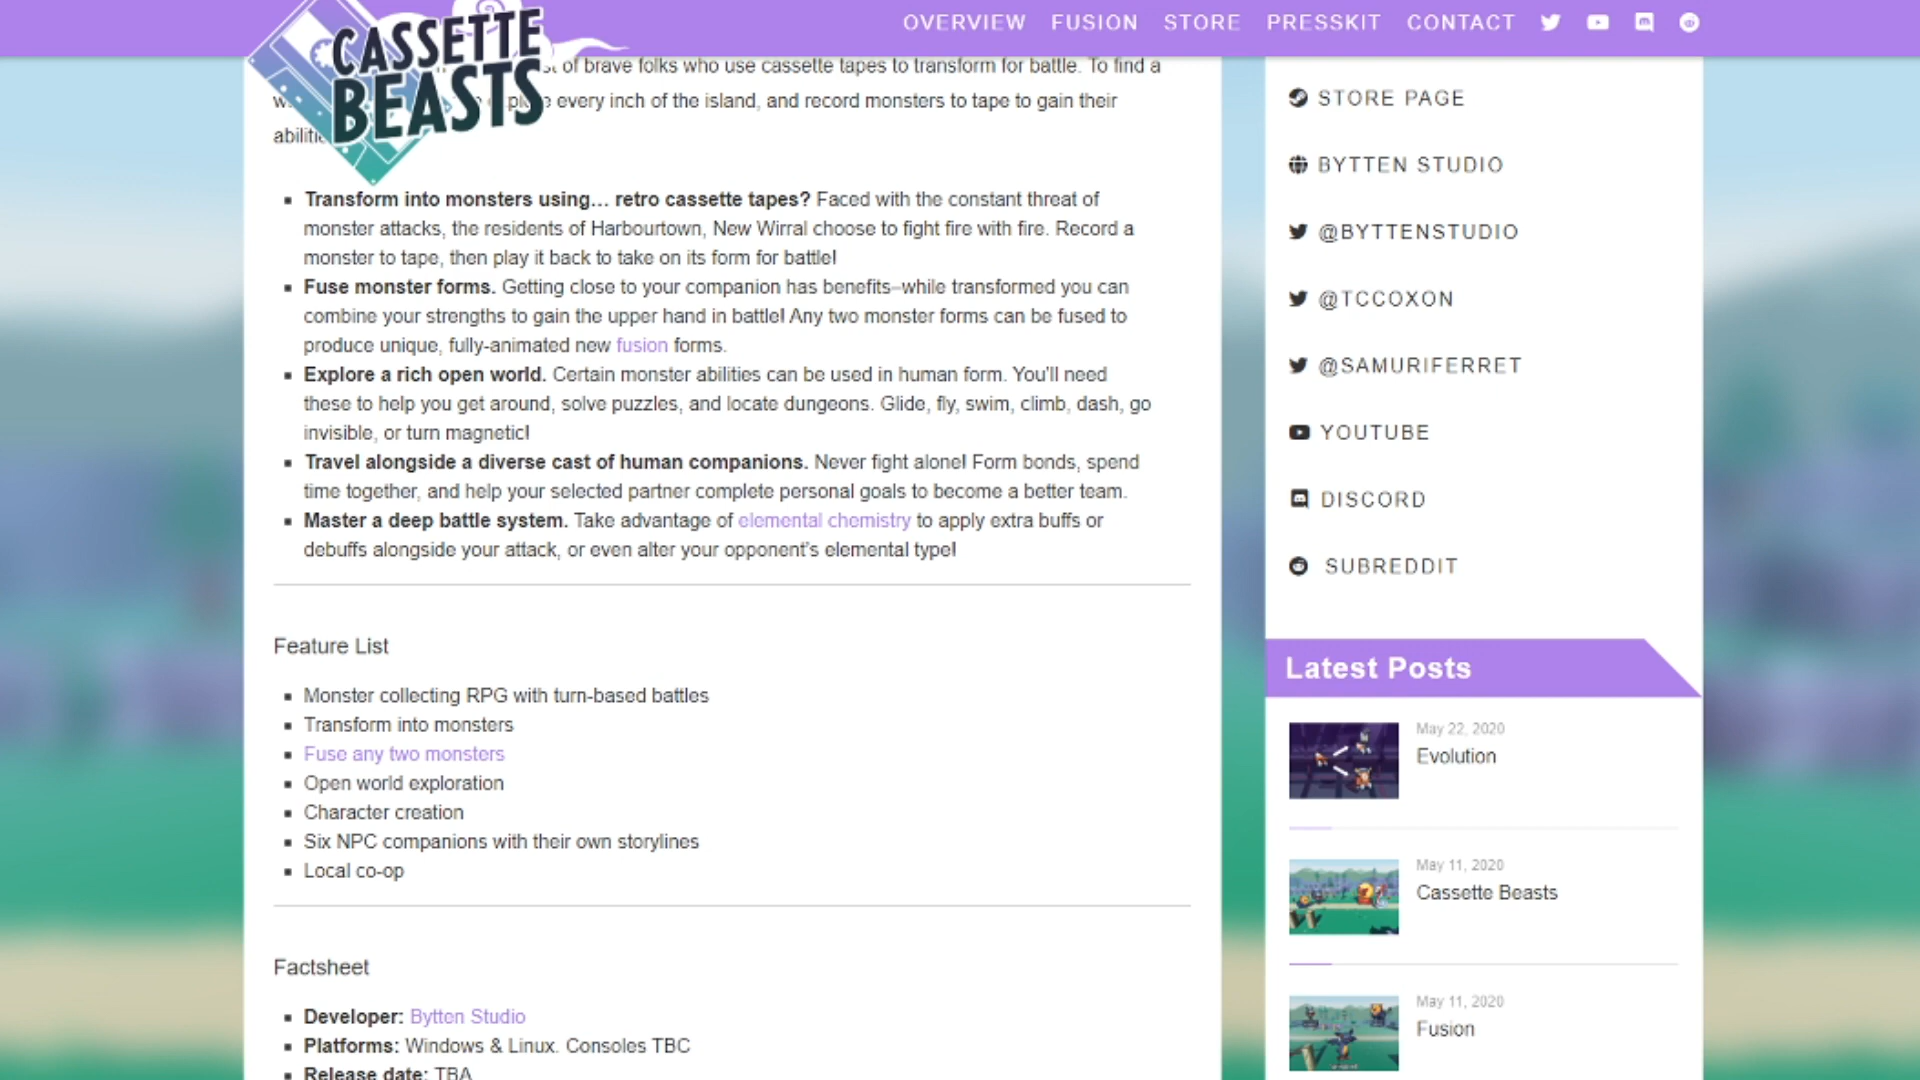 OVERVIEW FUSION STORE PRESSKIT CONTACT
CASSETTE
BEASTS
of brave folks who use cassette tapes to transform for battle. To find a
every inch of the island, and record monsters to tape to gain their
Transform into monsters using… retro cassette tapes? Faced with the constant threat of
monster attacks, the residents of Harbourtown, New Wirral choose to fight fire with fire. Record a
monster to tape, then play it back to take on its form for battle!
Fuse monster forms. Getting close to your companion has benefits–while transformed you can
combine your strengths to gain the upper hand in battle! Any two monster forms can be fused to
produce unique, fully-animated new fusion forms.
Explore a rich open world. Certain monster abilities can be used in human form. You'll need
these to help you get around, solve puzzles, and locate dungeons. Glide, fly, swim, climb, dash, go
invisible, or turn magnetic!
Travel alongside a diverse cast of human companions. Never fight alone! Form bonds, spend
time together, and help your selected partner complete personal goals to become a better team.
Master a deep battle system. Take advantage of elemental chemistry to apply extra buffs or
debuffs alongside your attack, or even alter your opponent's elemental type!
Feature List
Monster collecting RPG with turn-based battles
Transform into monsters
Fuse any two monsters
Open world exploration
Character creation
Six NPC companions with their own storylines
Local co-op
Factsheet
Developer: Bytten Studio
Platforms: Windows & Linux. Consoles TBC
Release date: TBA
STORE PAGE
BYTTEN STUDIO
@BYTTENSTUDIO
@TCCOXON
@SAMURIFERRET
YOUTUBE
DISCORD
SUBREDDIT
Latest Posts
May 22, 2020
Evolution
May 11, 2020
Cassette Beasts
May 11, 2020
Fusion